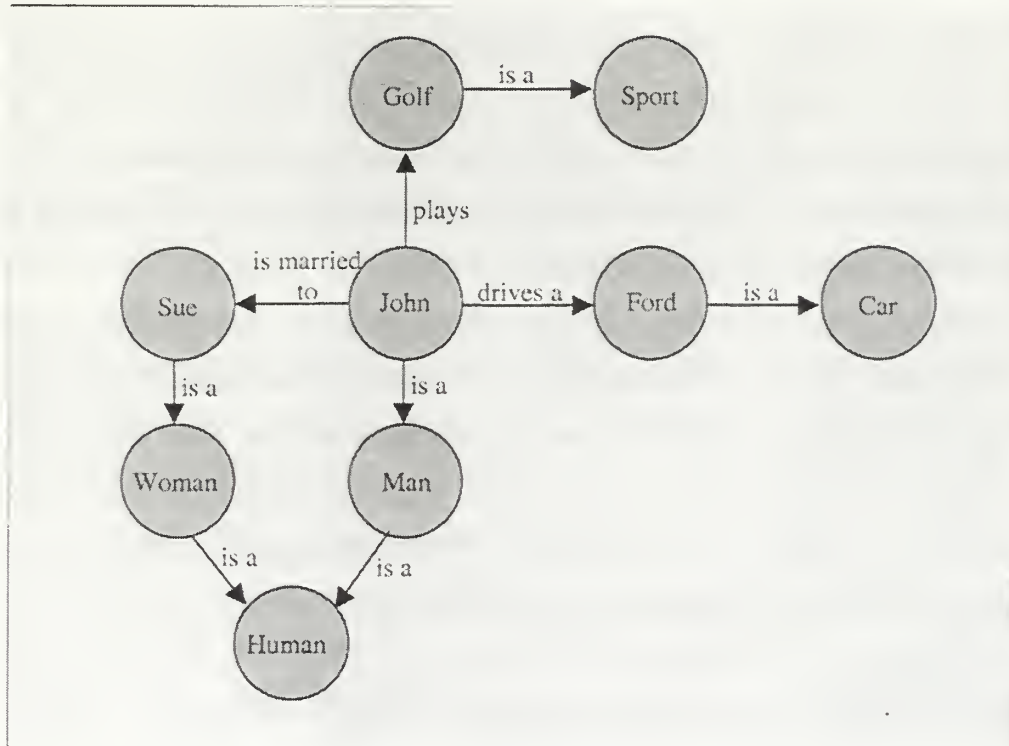 Golf
is a
Sport
plays
is married
to
Sue
John
drives a
Ford
is a
Car
is a
is a
Woman
Man
is a
is a
Human